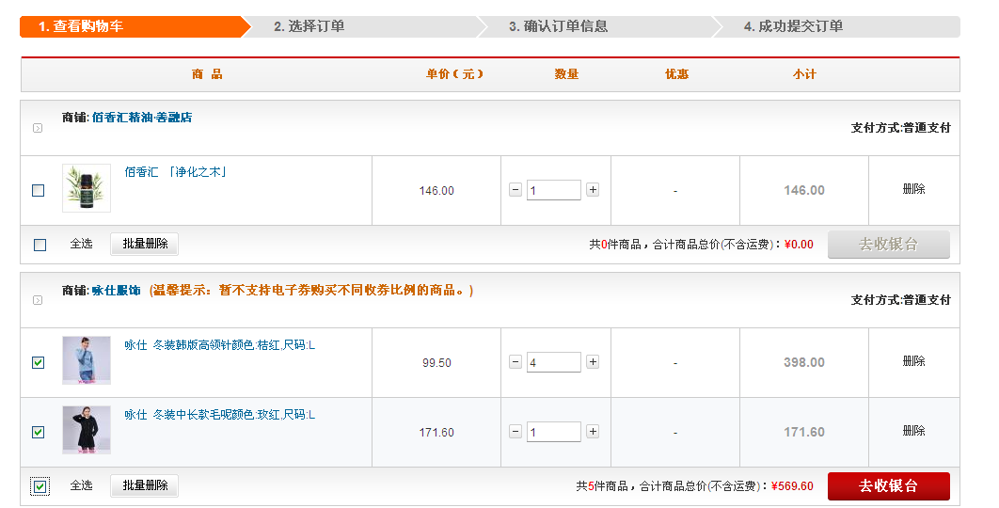 1. 查看购物车 2. 选择订单 3. 确认订单信息 4. 成功提交订单
商 品 单价（元） 数量 优惠 小计
商铺: 佰香汇精油·善融店
支付方式:普通支付
佰香汇 「净化之术」
146.00 - 1 + - 146.00 删除
全选 批量删除 共0件商品，合计商品总价(不含运费)：¥0.00 去收银台
商铺: 咏仕服饰 (温馨提示：暂不支持电子券购买不同收券比例的商品。)
支付方式:普通支付
咏仕 冬装韩版高领针颜色:桔红,尺码:L
99.50 - 4 + - 398.00 删除
咏仕 冬装中长款毛呢颜色:玫红,尺码:L
171.60 - 1 + - 171.60 删除
全选 批量删除 共5件商品，合计商品总价(不含运费)：¥569.60 去收银台